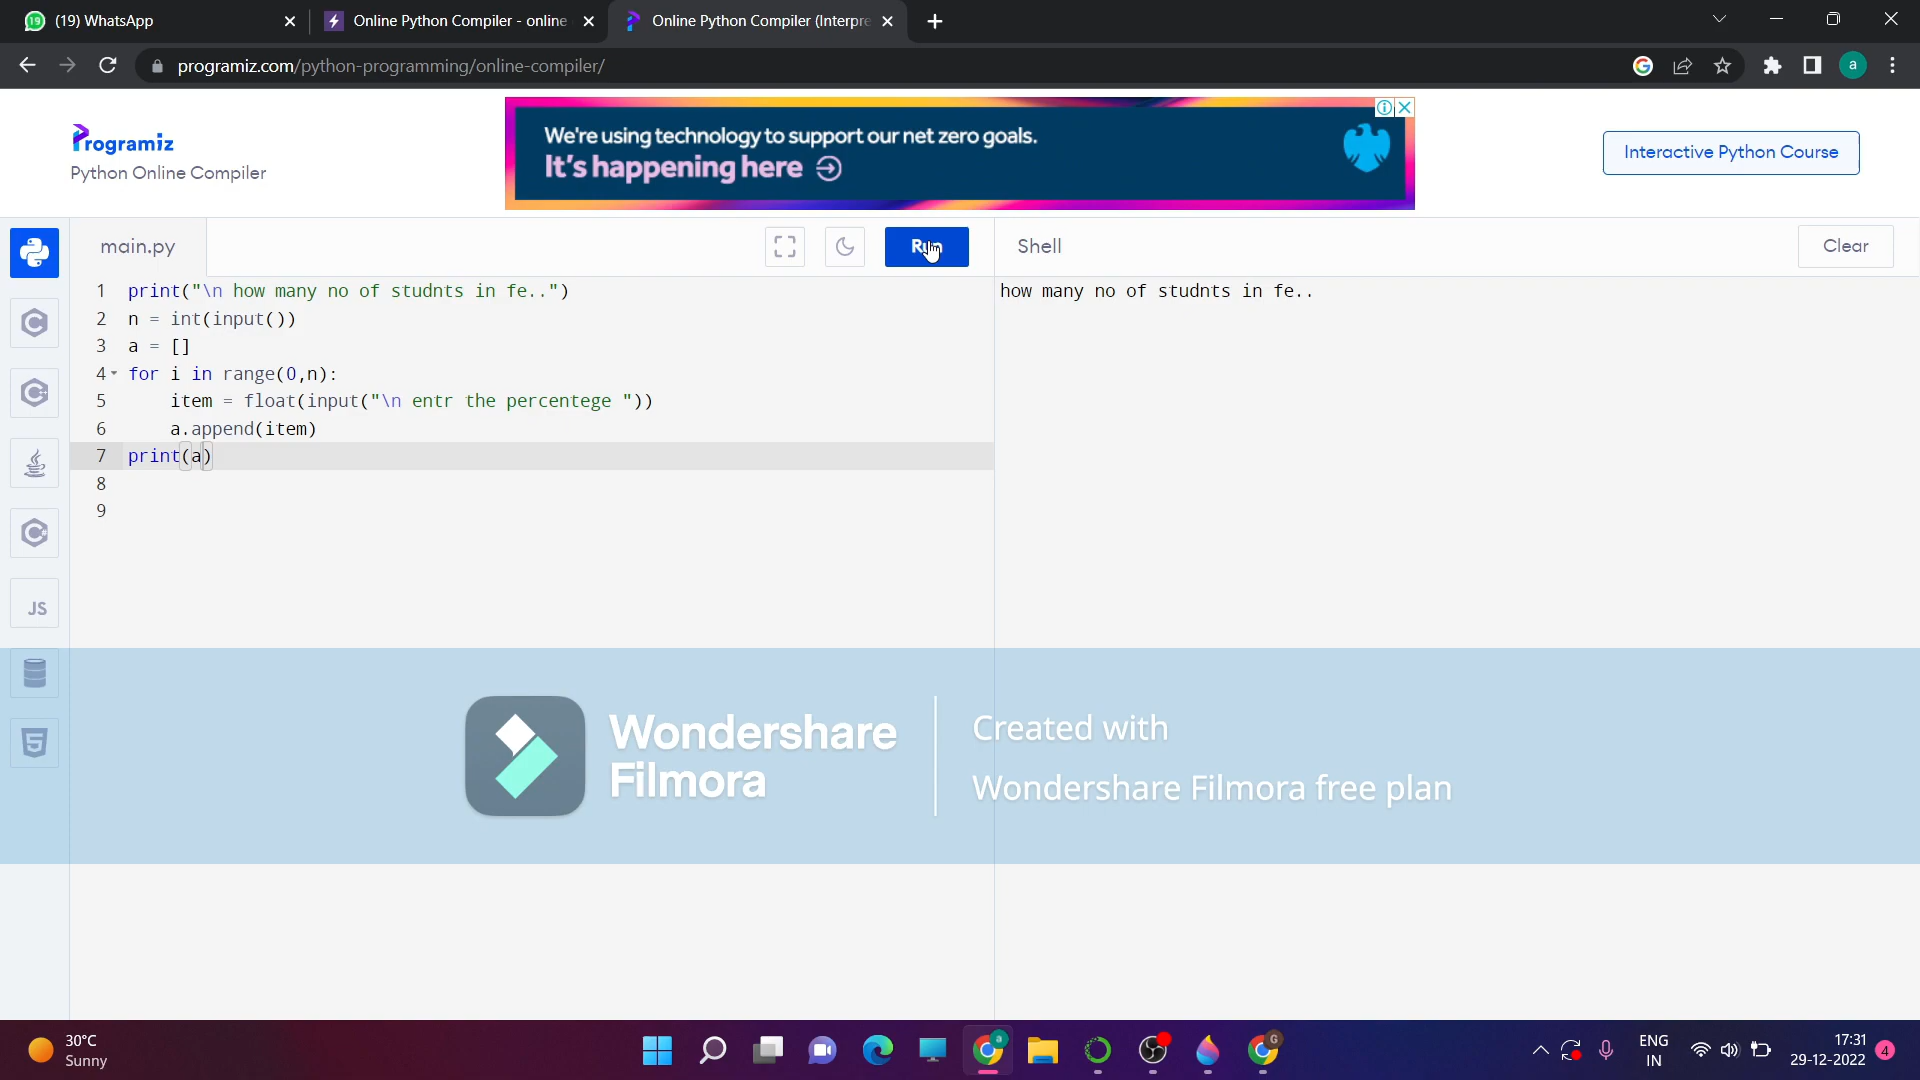 (19) WhatsApp
Online Python Compiler - online
Online Python Compiler (Interpre
programiz.com/python-programming/online-compiler/
a
Programiz
Python Online Compiler
We're using technology to support our net zero goals.
It's happening here
Interactive Python Course
main.py
Run
Shell
Clear
1 print("\n how many no of studnts in fe..")
2 n = int(input())
3 a = []
4 for i in range(0,n):
5 item = float(input("\n entr the percentege "))
6 a.append(item)
7 print(a)
8
9
how many no of studnts in fe..
JS
Wondershare
Filmora
Created with
Wondershare Filmora free plan
30°C
Sunny
a
G
ENG
IN
17:31
29-12-2022
4